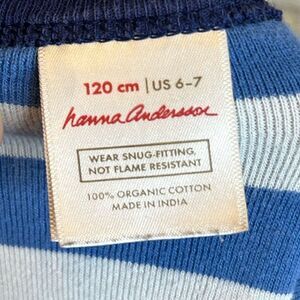 120 cm | US 6-7
hanna andersson
WEAR SNUG-FITTING,
NOT FLAME RESISTANT
100% ORGANIC COTTON
MADE IN INDIA